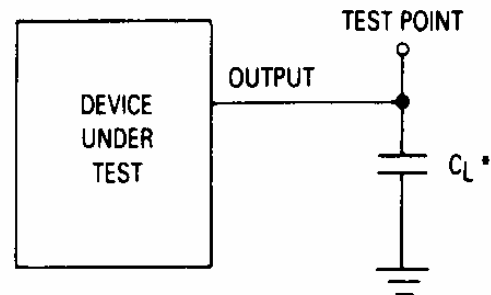 TEST POINT
OUTPUT
DEVICE
UNDER
TEST
CL *